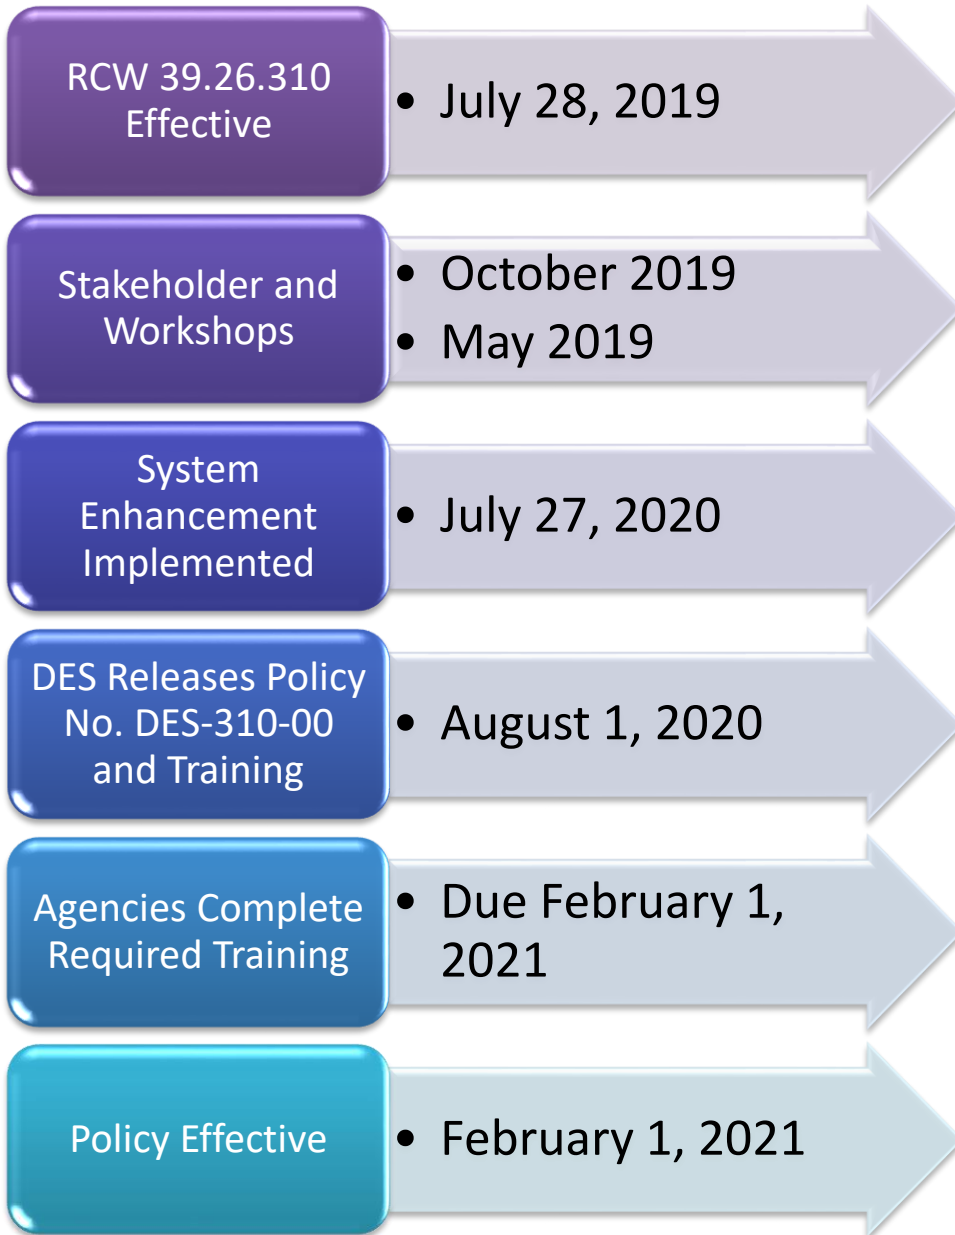 RCW 39.26.310
Effective
• July 28, 2019
Stakeholder and
Workshops
• October 2019
• May 2019
System
Enhancement
Implemented
• July 27, 2020
DES Releases Policy
No. DES-310-00
and Training
• August 1, 2020
Agencies Complete
Required Training
• Due February 1,
2021
Policy Effective
• February 1, 2021